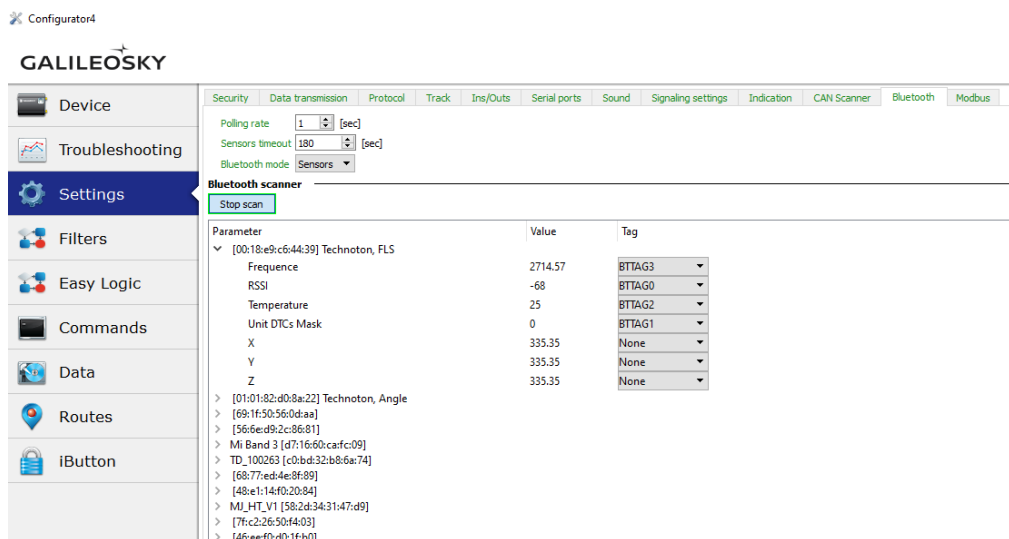 Configurator4
GALILEOSKY
Device
Troubleshooting
Settings
Filters
Easy Logic
Commands
Data
Routes
iButton
Security Data transmission Protocol Track Ins/Outs Serial ports Sound Signaling settings Indication CAN Scanner Bluetooth Modbus
Polling rate 1 [sec]
Sensors timeout 180 [sec]
Bluetooth mode Sensors
Bluetooth scanner
Stop scan
Parameter Value Tag
[00:18:e9:c6:44:39] Technoton, FLS
Frequence 2714.57 BTTAG3
RSSI -68 BTTAG0
Temperature 25 BTTAG2
Unit DTCs Mask 0 BTTAG1
X 335.35 None
Y 335.35 None
Z 335.35 None
[01:01:82:d0:8a:22] Technoton, Angle
[69:1f:50:56:0d:aa]
[56:6e:d9:2c:86:81]
Mi Band 3 [d7:16:60:ca:fc:09]
TD_100263 [c0:bd:32:b8:6a:74]
[68:77:ed:4e:8f:89]
[48:e1:14:f0:20:84]
MJ_HT_V1 [58:2d:34:31:47:d9]
[7f:c2:26:50:f4:03]
[46:ee:f0:d0:1f:b0]